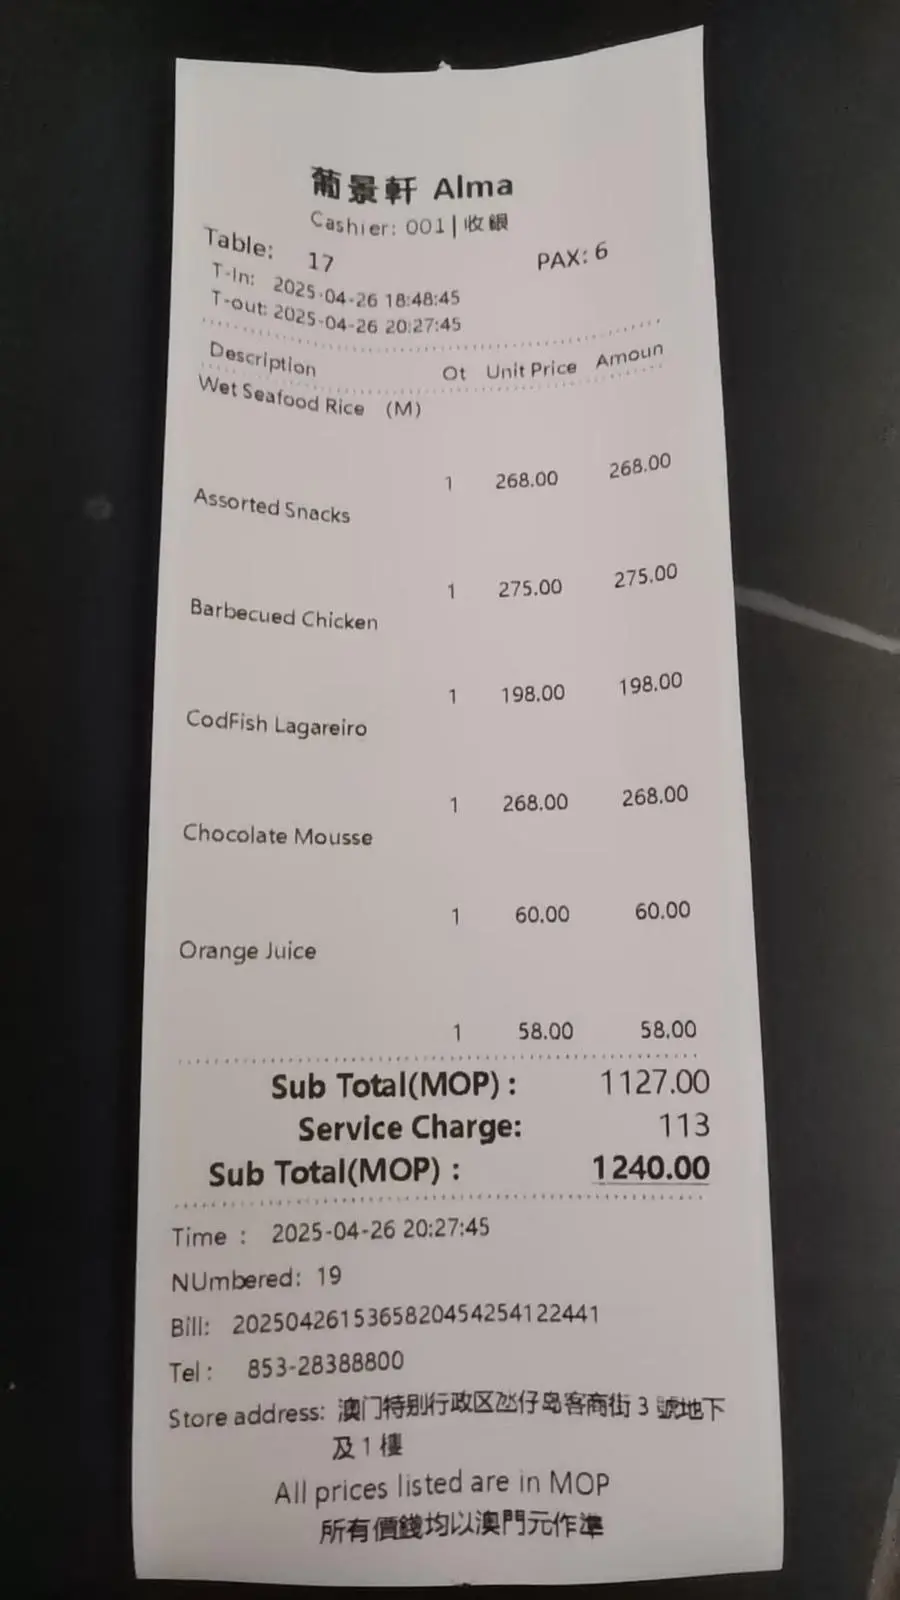 葡景軒 Alma
Cashier: 001 | 收銀
Table: 17 PAX: 6
T-In: 2025-04-26 18:48:45
T-out: 2025-04-26 20:27:45
Description Ot Unit Price Amoun
Wet Seafood Rice (M)
1 268.00 268.00
Assorted Snacks
1 275.00 275.00
Barbecued Chicken
1 198.00 198.00
CodFish Lagareiro
1 268.00 268.00
Chocolate Mousse
1 60.00 60.00
Orange Juice
1 58.00 58.00
Sub Total(MOP) : 1127.00
Service Charge: 113
Sub Total(MOP) : 1240.00
Time : 2025-04-26 20:27:45
NUmbered: 19
Bill: 2025042615365820454254122441
Tel : 853-28388800
Store address: 澳门特别行政区氹仔岛客商街 3 號地下
及 1 樓
All prices listed are in MOP
所有價錢均以澳門元作準